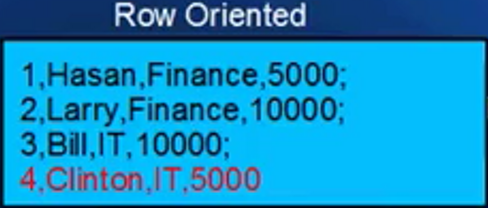 Row Oriented
1,Hasan,Finance,5000;
2,Larry,Finance,10000;
3,Bill,IT,10000;
4,Clinton,IT,5000